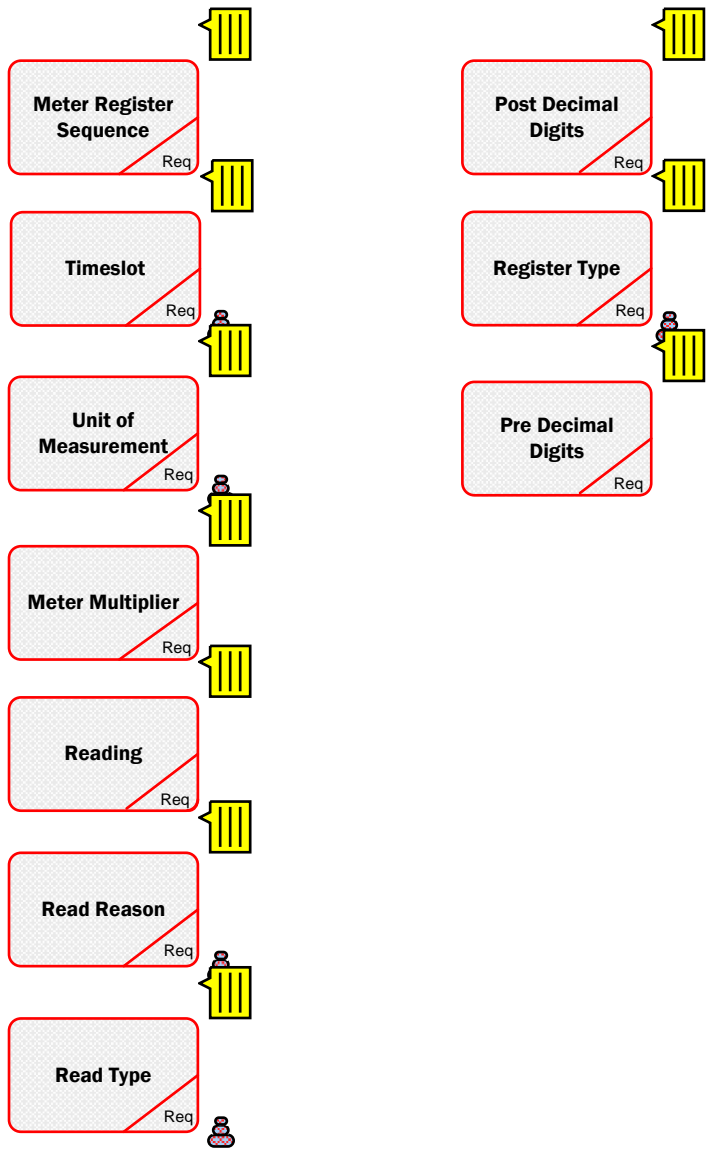 Meter Register
Sequence
Req
Timeslot
Req
Unit of
Measurement
Req
Meter Multiplier
Req
Reading
Req
Read Reason
Req
Read Type
Req
Post Decimal
Digits
Req
Register Type
Req
Pre Decimal
Digits
Req